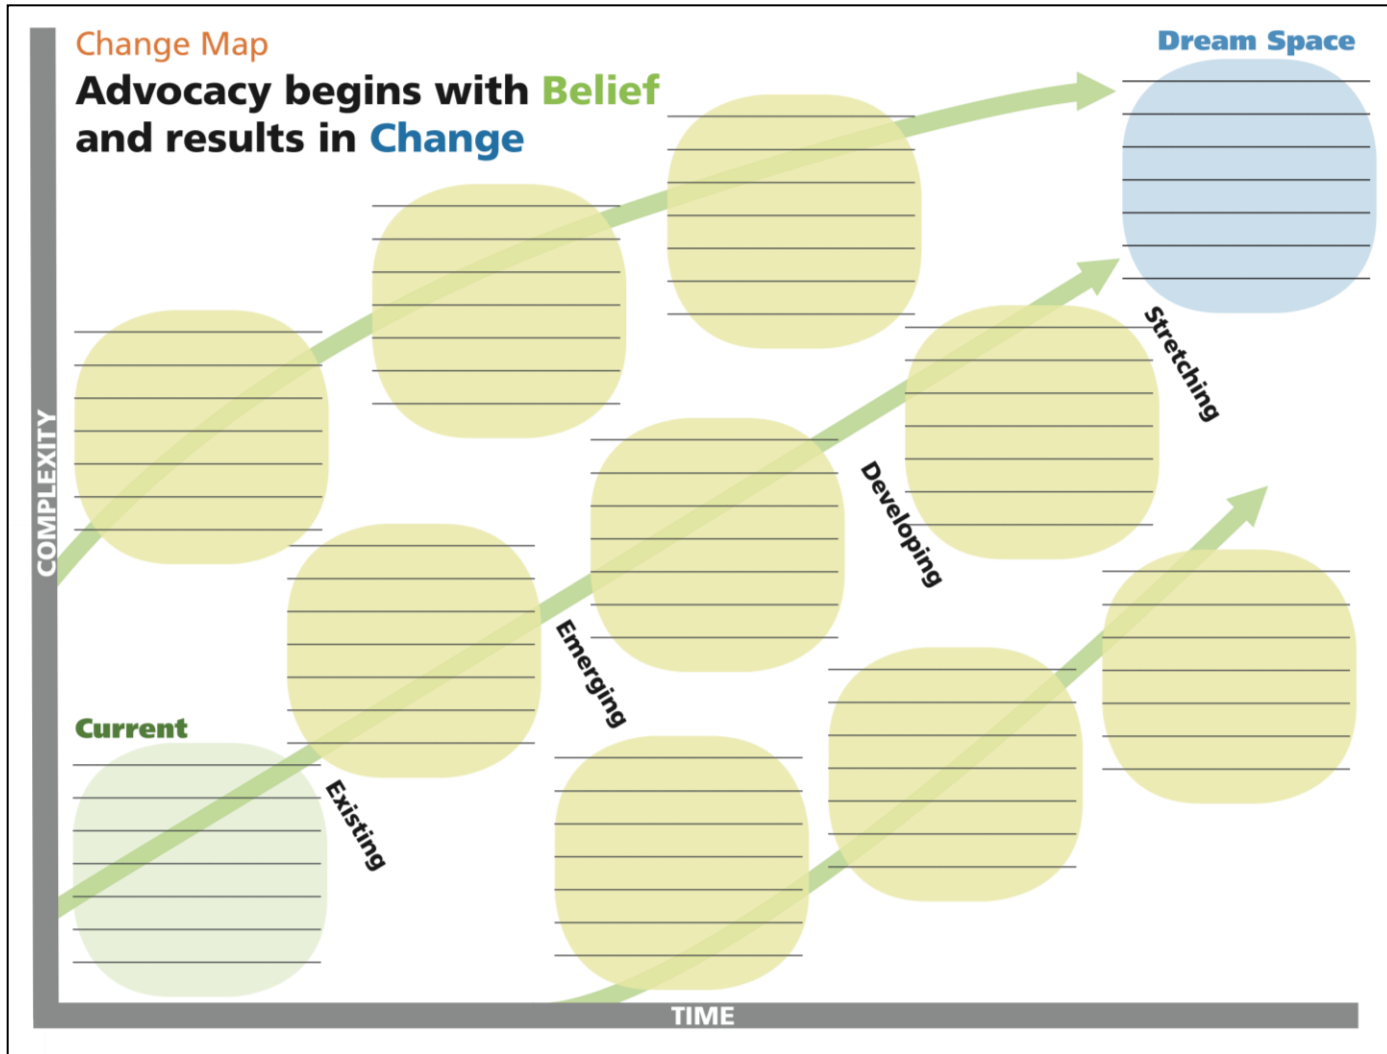 Change Map
Advocacy begins with Belief
and results in Change
Dream Space
COMPLEXITY
Stretching
Developing
Emerging
Current
Existing
TIME